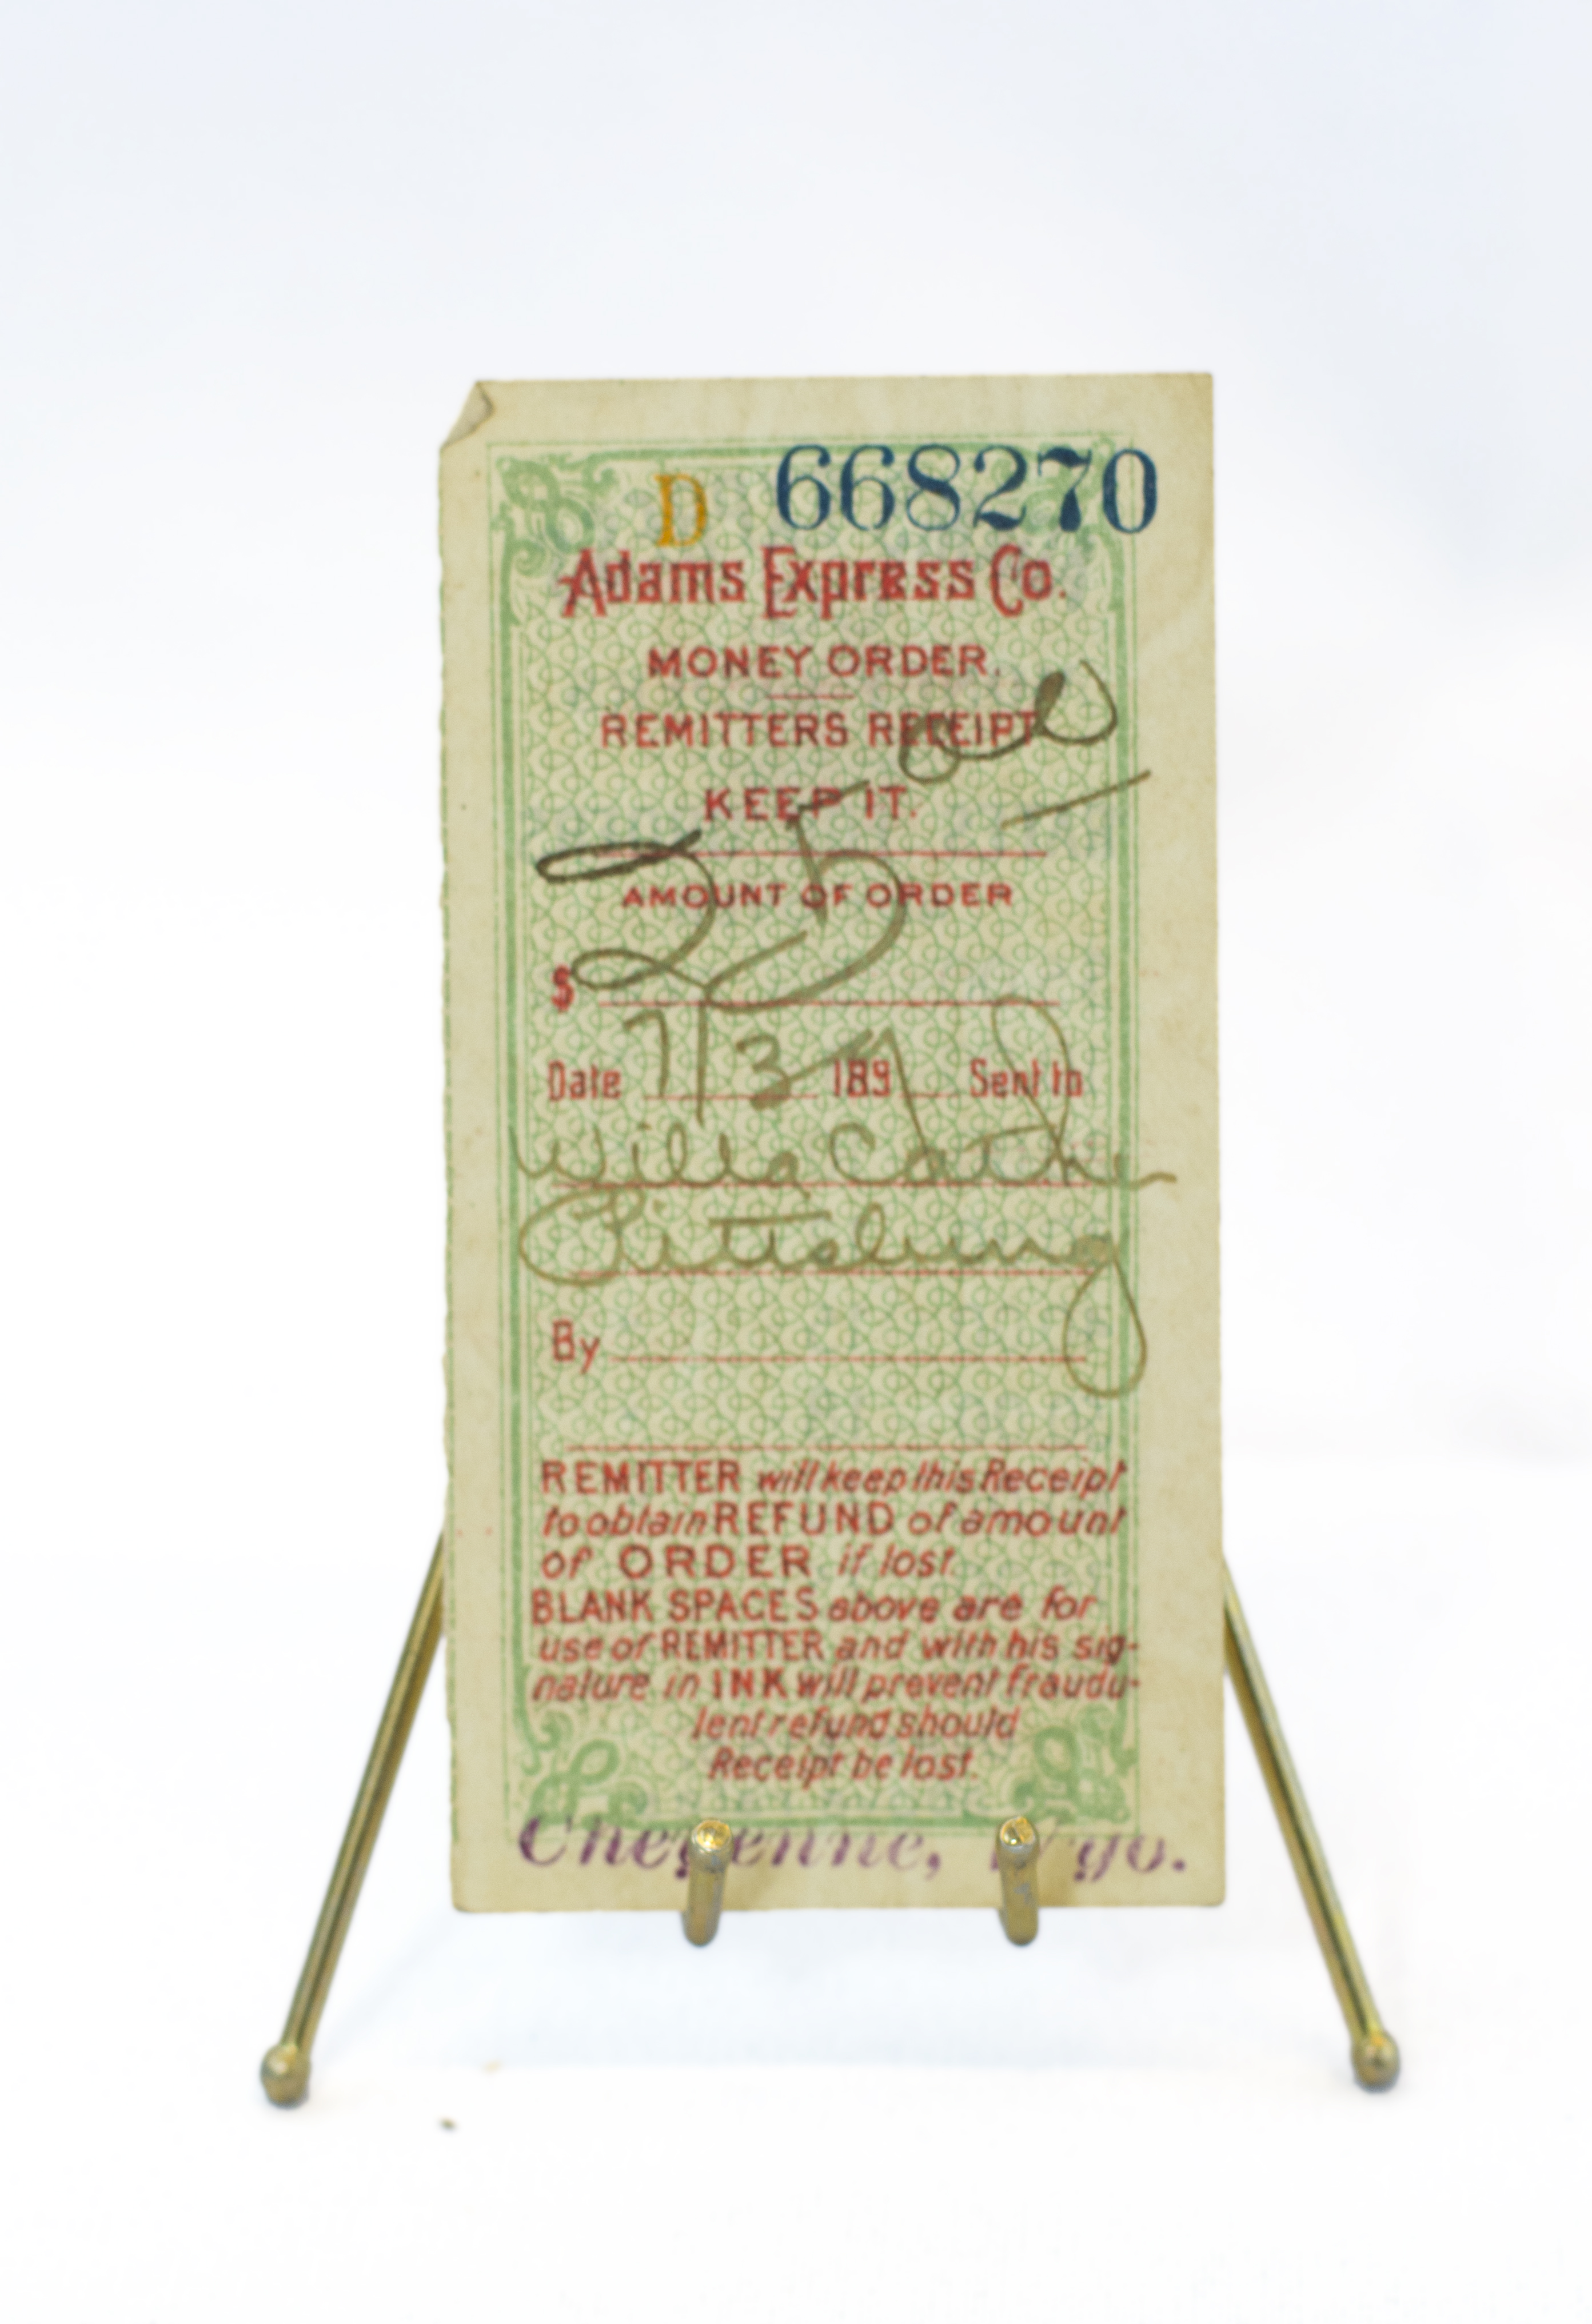 D 668270
Adams Express Co.
MONEY ORDER.
REMITTERS RECEIPT
KEEP IT.
AMOUNT OF ORDER
$ 25 00
Date 7/3 1899 Sent to
Willa Cather
Pittsburg
By
REMITTER will keep this Receipt
to obtain REFUND of amount
of ORDER if lost.
BLANK SPACES above are for
use of REMITTER and with his sig-
nature in INK will prevent fraudu-
lent refund should
Receipt be lost.
Cheyenne, Wyo.